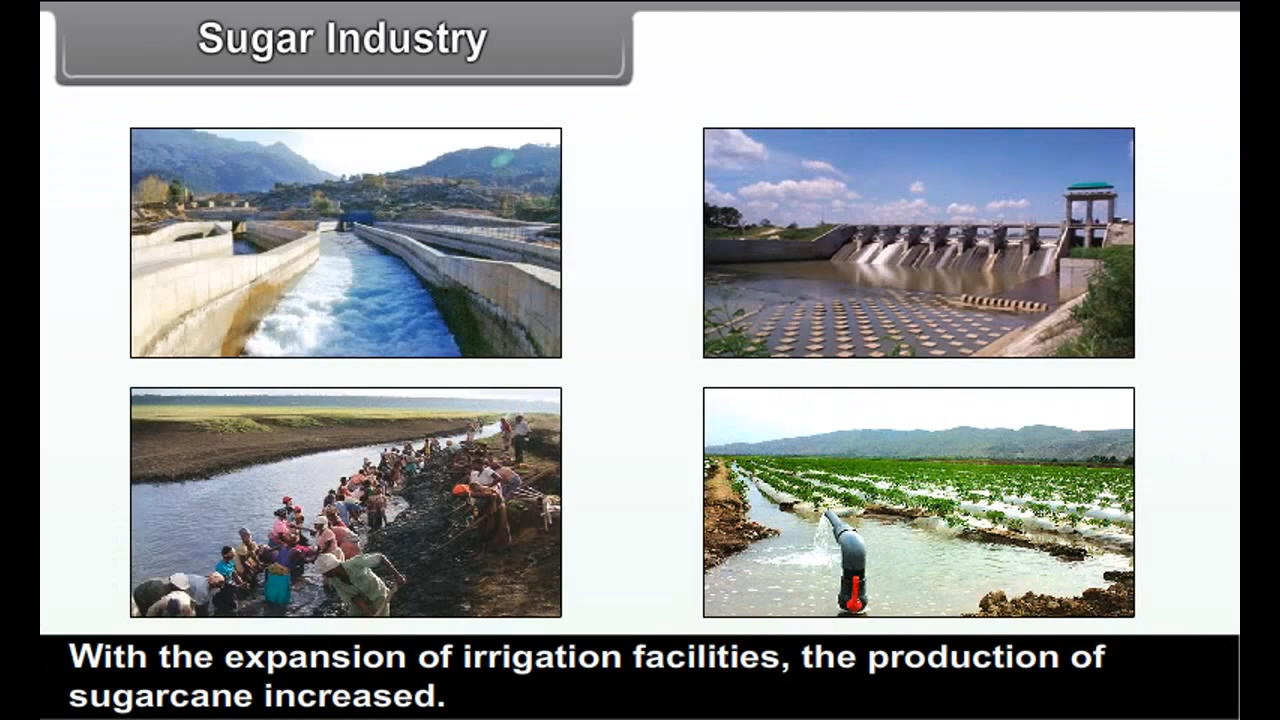 Sugar Industry
With the expansion of irrigation facilities, the production of
sugarcane increased.